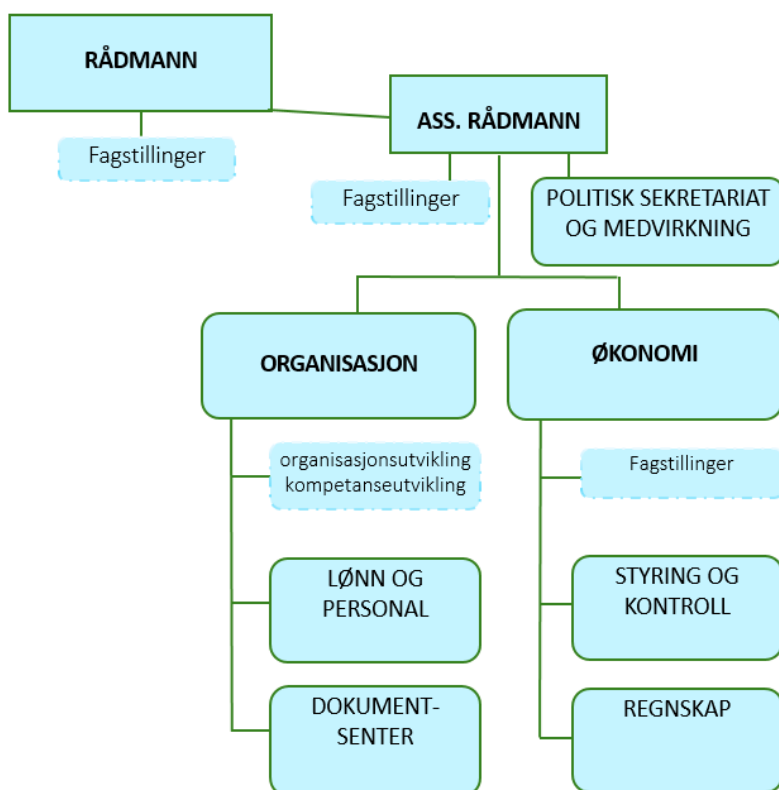 RÅDMANN
ASS. RÅDMANN
Fagstillinger
Fagstillinger
POLITISK SEKRETARIAT
OG MEDVIRKNING
ORGANISASJON
ØKONOMI
organisasjonsutvikling
kompetanseutvikling
Fagstillinger
LØNN OG
PERSONAL
STYRING OG
KONTROLL
DOKUMENT-
SENTER
REGNSKAP